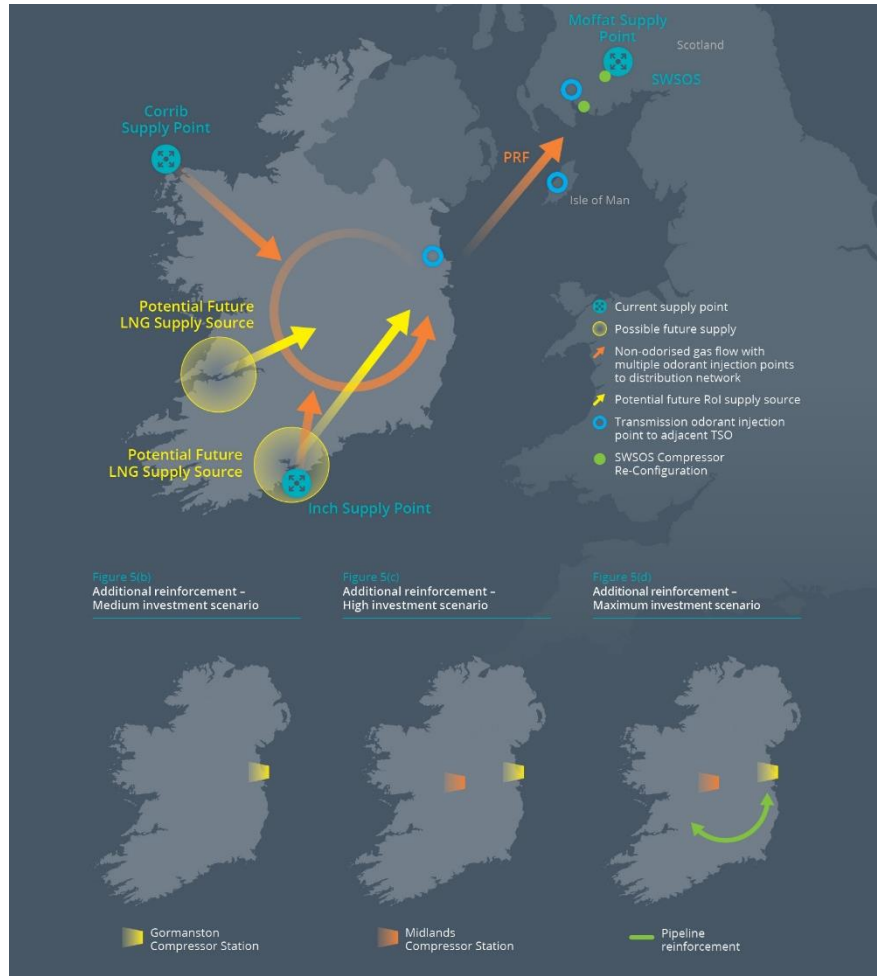 Moffat Supply
Point
Scotland
SWSOS
Corrib
Supply Point
PRF
Isle of Man
Potential Future
LNG Supply Source
Potential Future
LNG Supply Source
Inch Supply Point
Current supply point
Possible future supply
Non-odorised gas flow with
multiple odorant injection points
to distribution network
Potential future RoI supply source
Transmission odorant injection
point to adjacent TSO
SWSOS Compressor
Re-Configuration
Figure 5(b)
Additional reinforcement –
Medium investment scenario
Figure 5(c)
Additional reinforcement –
High investment scenario
Figure 5(d)
Additional reinforcement –
Maximum investment scenario
Gormanston
Compressor Station
Midlands
Compressor Station
Pipeline
reinforcement